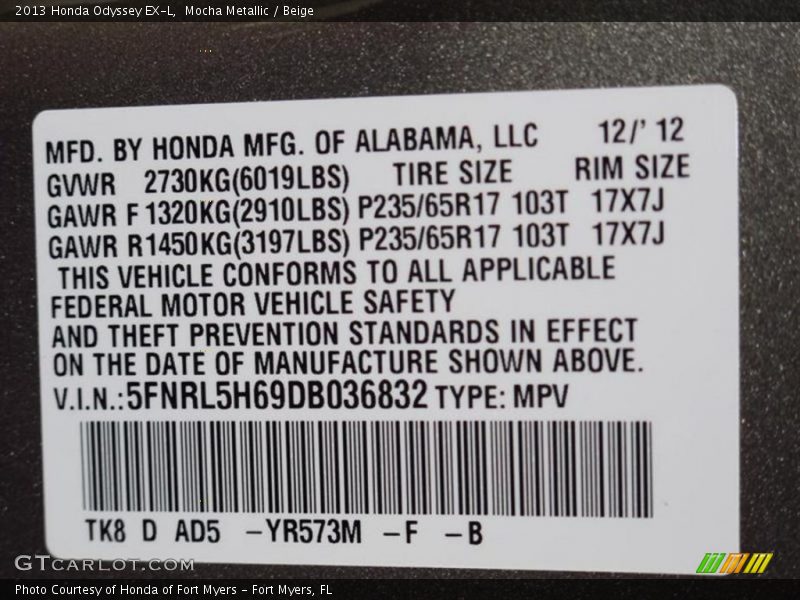 2013 Honda Odyssey EX-L, Mocha Metallic / Beige
MFD. BY HONDA MFG. OF ALABAMA, LLC 12/' 12
GVWR 2730KG(6019LBS) TIRE SIZE RIM SIZE
GAWR F 1320KG(2910LBS) P235/65R17 103T 17X7J
GAWR R1450KG(3197LBS) P235/65R17 103T 17X7J
THIS VEHICLE CONFORMS TO ALL APPLICABLE
FEDERAL MOTOR VEHICLE SAFETY
AND THEFT PREVENTION STANDARDS IN EFFECT
ON THE DATE OF MANUFACTURE SHOWN ABOVE.
V.I.N.:5FNRL5H69DB036832 TYPE: MPV
TK8 D AD5 -YR573M -F -B
GTCARLOT.COM
Photo Courtesy of Honda of Fort Myers - Fort Myers, FL